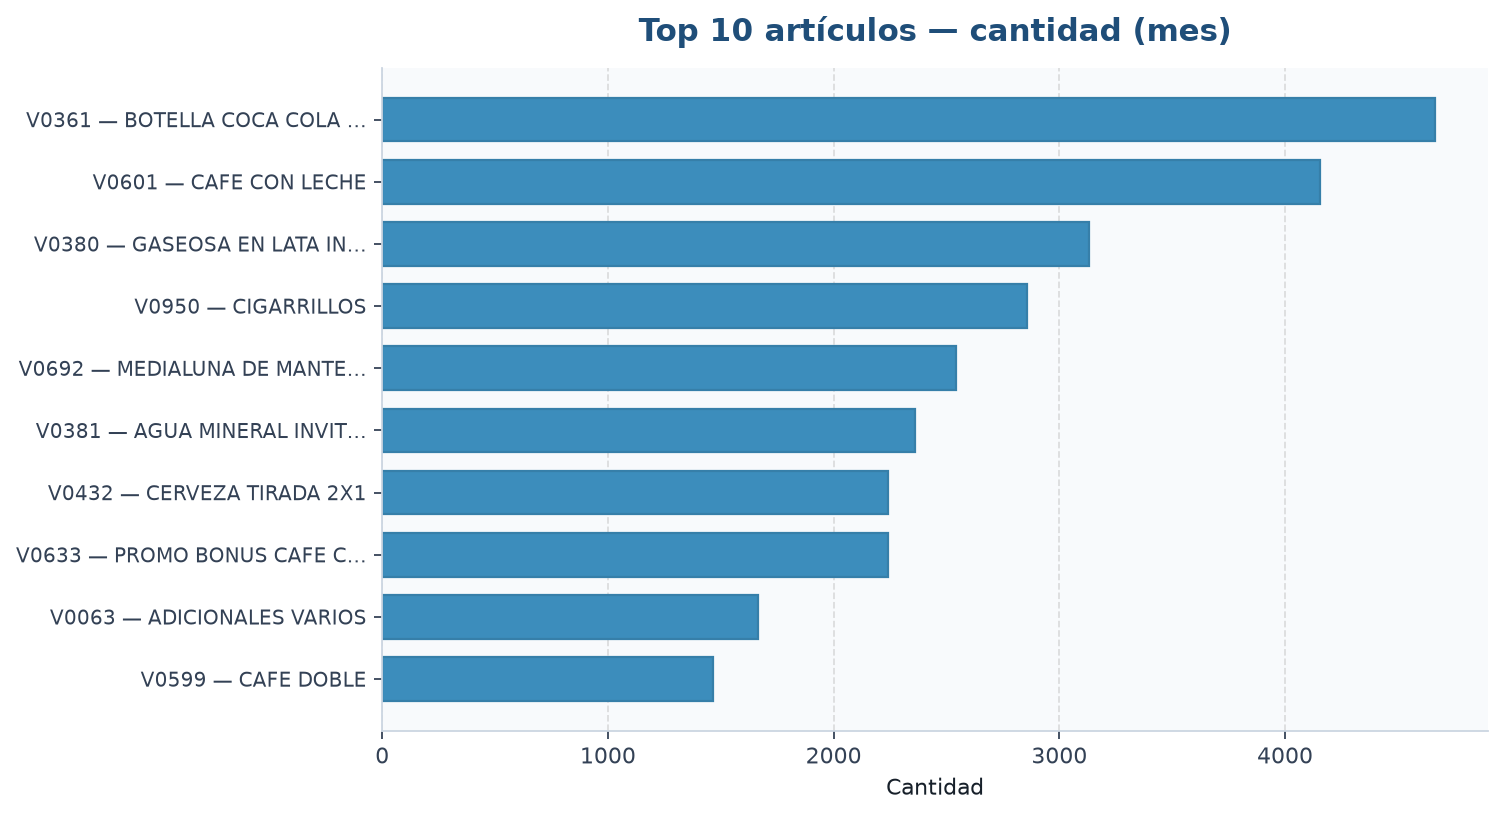 Top 10 artículos — cantidad (mes)
V0361 — BOTELLA COCA COLA ...
V0601 — CAFE CON LECHE
V0380 — GASEOSA EN LATA IN...
V0950 — CIGARRILLOS
V0692 — MEDIALUNA DE MANTE...
V0381 — AGUA MINERAL INVIT...
V0432 — CERVEZA TIRADA 2X1
V0633 — PROMO BONUS CAFE C...
V0063 — ADICIONALES VARIOS
V0599 — CAFE DOBLE
0 1000 2000 3000 4000
Cantidad